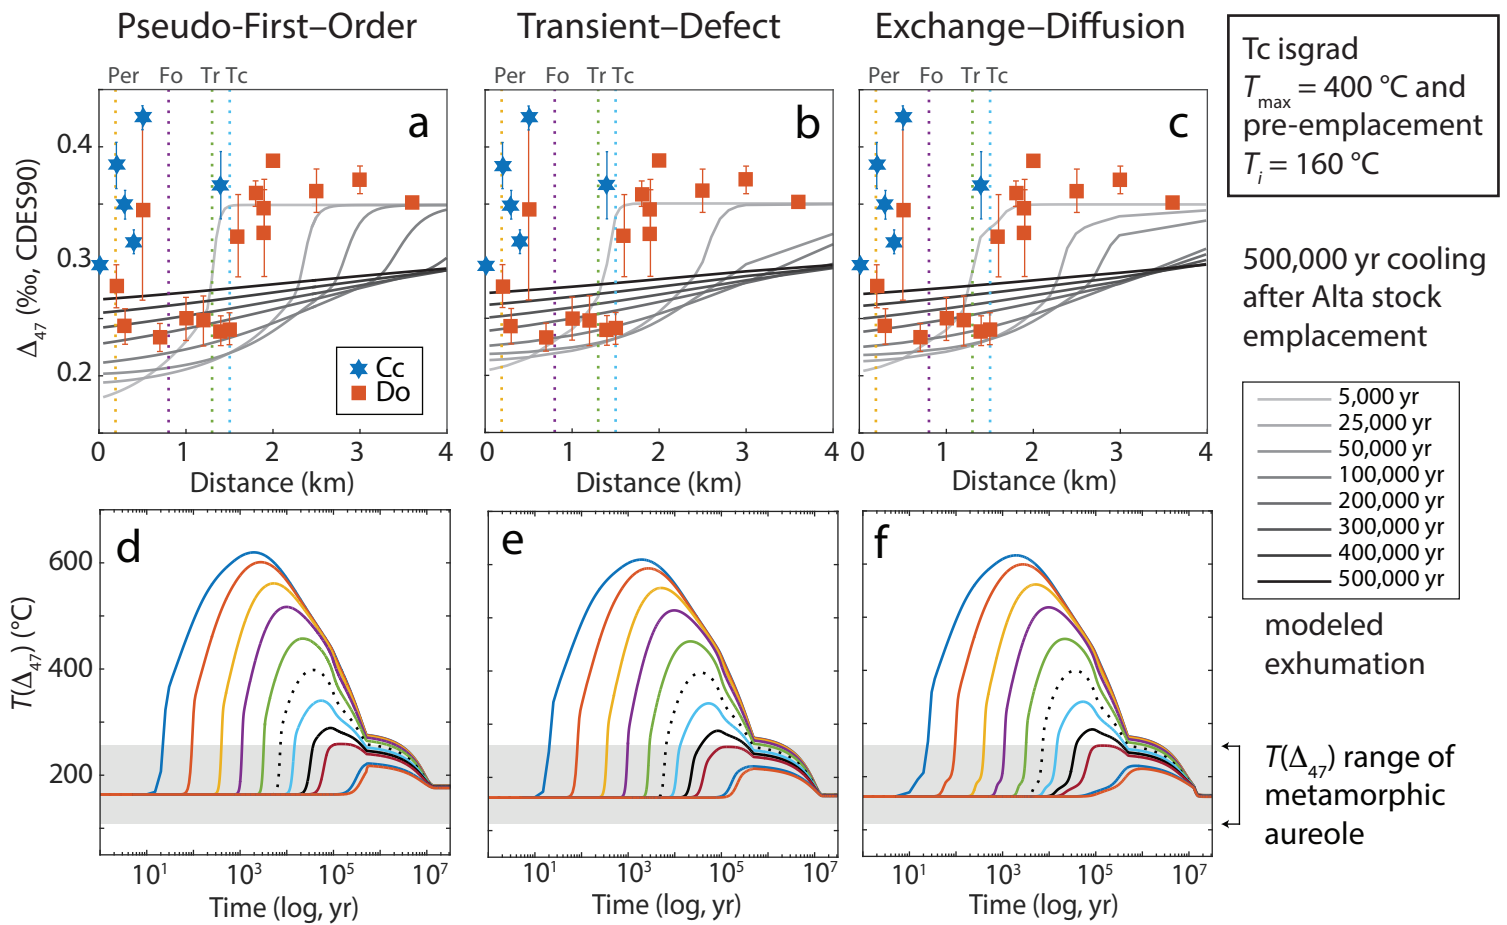 Pseudo-First–Order
Transient–Defect
Exchange–Diffusion
Per Fo Tr Tc
Per Fo Tr Tc
Per Fo Tr Tc
a
b
c
0.4
0.3
0.2
Δ47 (‰, CDES90)
Cc
Do
0 1 2 3 4
0 1 2 3 4
0 1 2 3 4
Distance (km)
Distance (km)
Distance (km)
Tc isgrad
Tmax = 400 °C and
pre-emplacement
Ti = 160 °C
500,000 yr cooling
after Alta stock
emplacement
5,000 yr
25,000 yr
50,000 yr
100,000 yr
200,000 yr
300,000 yr
400,000 yr
500,000 yr
modeled
exhumation
d
e
f
600
400
200
T(Δ47) (°C)
10¹ 10³ 10⁵ 10⁷
10¹ 10³ 10⁵ 10⁷
10¹ 10³ 10⁵ 10⁷
Time (log, yr)
Time (log, yr)
Time (log, yr)
T(Δ47) range of
metamorphic
aureole